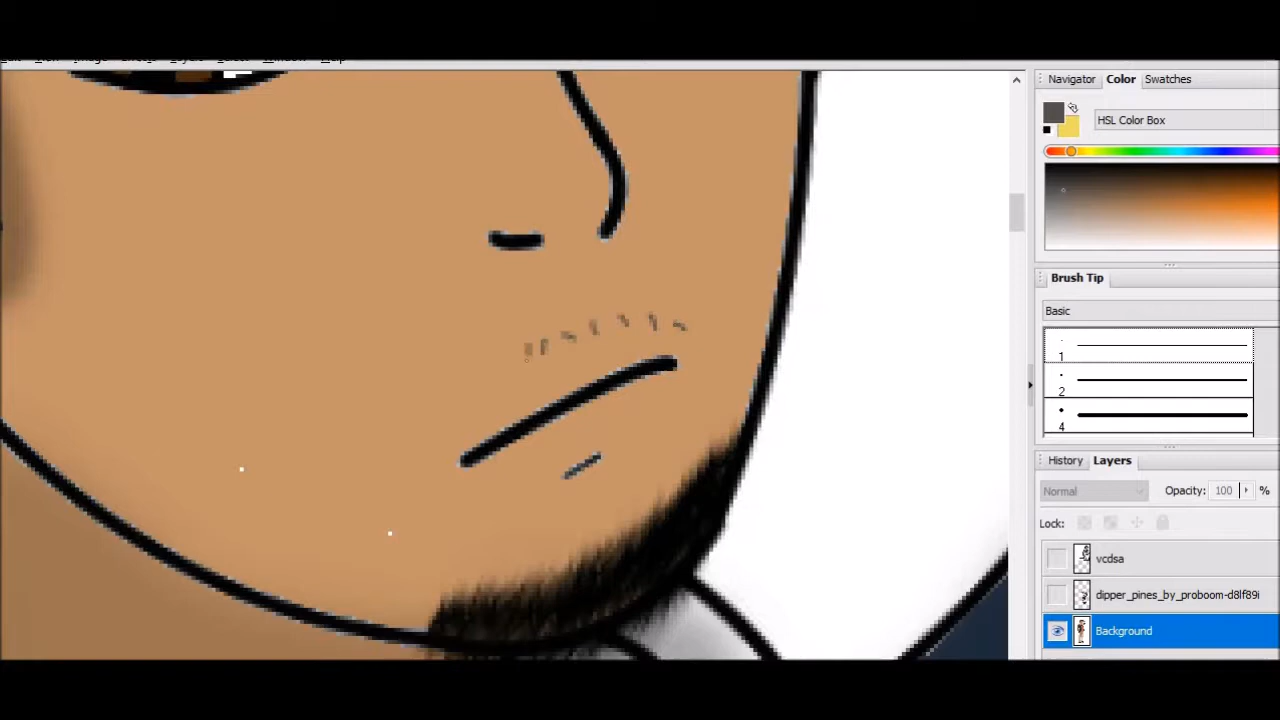 Navigator Color Swatches
HSL Color Box
Brush Tip
Basic
1
2
4
History Layers
Normal Opacity: 100 %
Lock:
vcdsa
dipper_pines_by_proboom-d8lf89i
Background